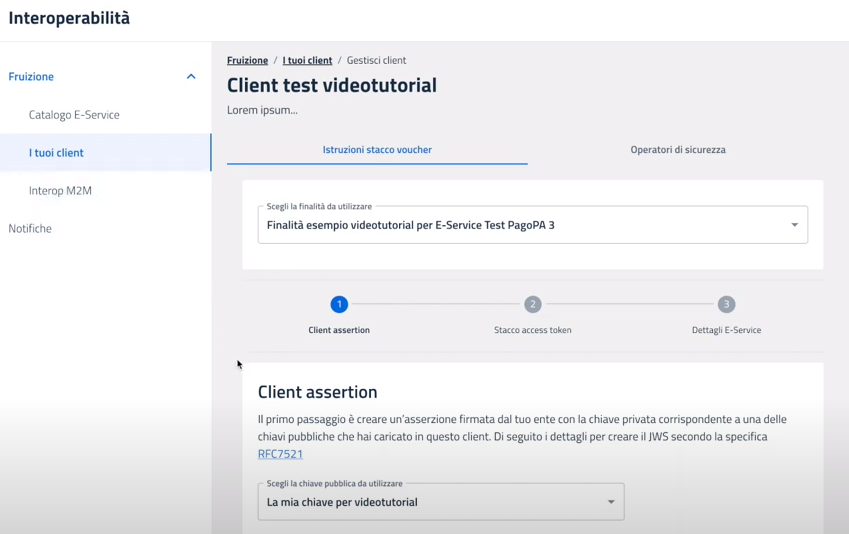 Interoperabilità
Fruizione
Catalogo E-Service
I tuoi client
Interop M2M
Notifiche
Fruizione / I tuoi client / Gestisci client
Client test videotutorial
Lorem ipsum...
Istruzioni stacco voucher
Operatori di sicurezza
Scegli la finalità da utilizzare
Finalità esempio videotutorial per E-Service Test PagoPA 3
1
2
3
Client assertion
Stacco access token
Dettagli E-Service
Client assertion
Il primo passaggio è creare un'asserzione firmata dal tuo ente con la chiave privata corrispondente a una delle
chiavi pubbliche che hai caricato in questo client. Di seguito i dettagli per creare il JWS secondo la specifica
RFC7521
Scegli la chiave pubblica da utilizzare
La mia chiave per videotutorial